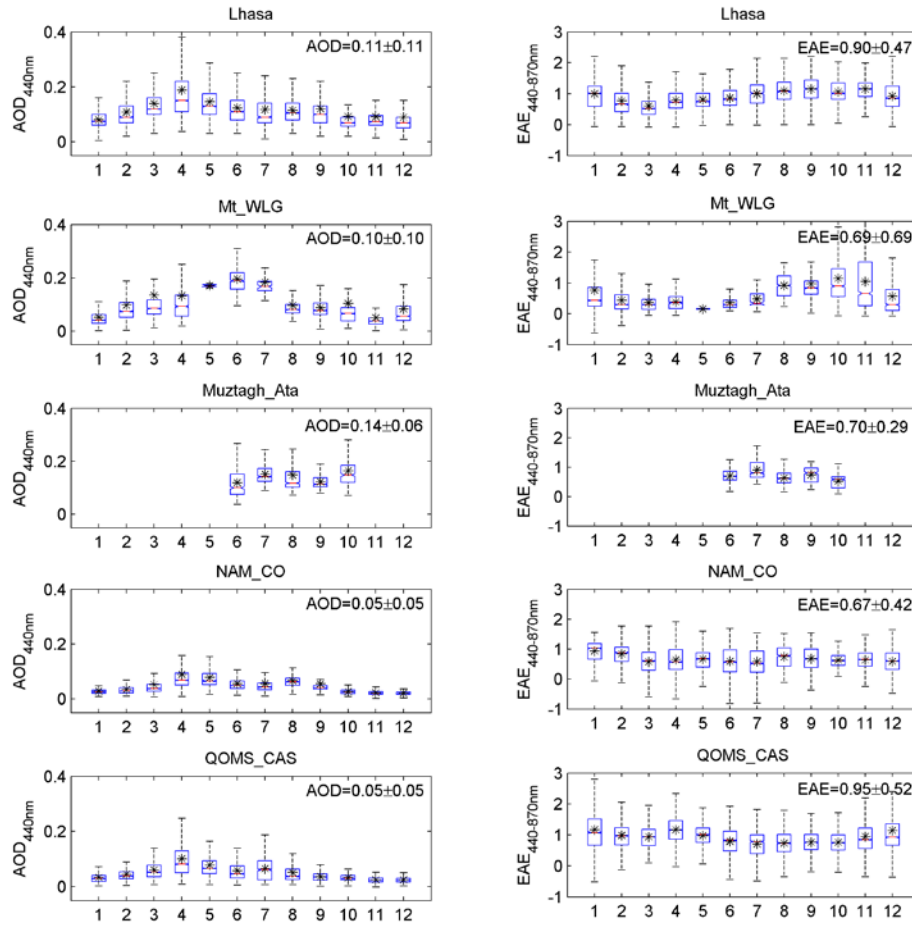 Lhasa
AOD=0.11±0.11
AOD440nm
0.4
0.2
0
1 2 3 4 5 6 7 8 9 10 11 12
Lhasa
EAE=0.90±0.47
EAE440-870nm
3
2
1
0
-1
1 2 3 4 5 6 7 8 9 10 11 12
Mt_WLG
AOD=0.10±0.10
AOD440nm
0.4
0.2
0
1 2 3 4 5 6 7 8 9 10 11 12
Mt_WLG
EAE=0.69±0.69
EAE440-870nm
3
2
1
0
-1
1 2 3 4 5 6 7 8 9 10 11 12
Muztagh_Ata
AOD=0.14±0.06
AOD440nm
0.4
0.2
0
1 2 3 4 5 6 7 8 9 10 11 12
Muztagh_Ata
EAE=0.70±0.29
EAE440-870nm
3
2
1
0
-1
1 2 3 4 5 6 7 8 9 10 11 12
NAM_CO
AOD=0.05±0.05
AOD440nm
0.4
0.2
0
1 2 3 4 5 6 7 8 9 10 11 12
NAM_CO
EAE=0.67±0.42
EAE440-870nm
3
2
1
0
-1
1 2 3 4 5 6 7 8 9 10 11 12
QOMS_CAS
AOD=0.05±0.05
AOD440nm
0.4
0.2
0
1 2 3 4 5 6 7 8 9 10 11 12
QOMS_CAS
EAE=0.95±0.52
EAE440-870nm
3
2
1
0
-1
1 2 3 4 5 6 7 8 9 10 11 12